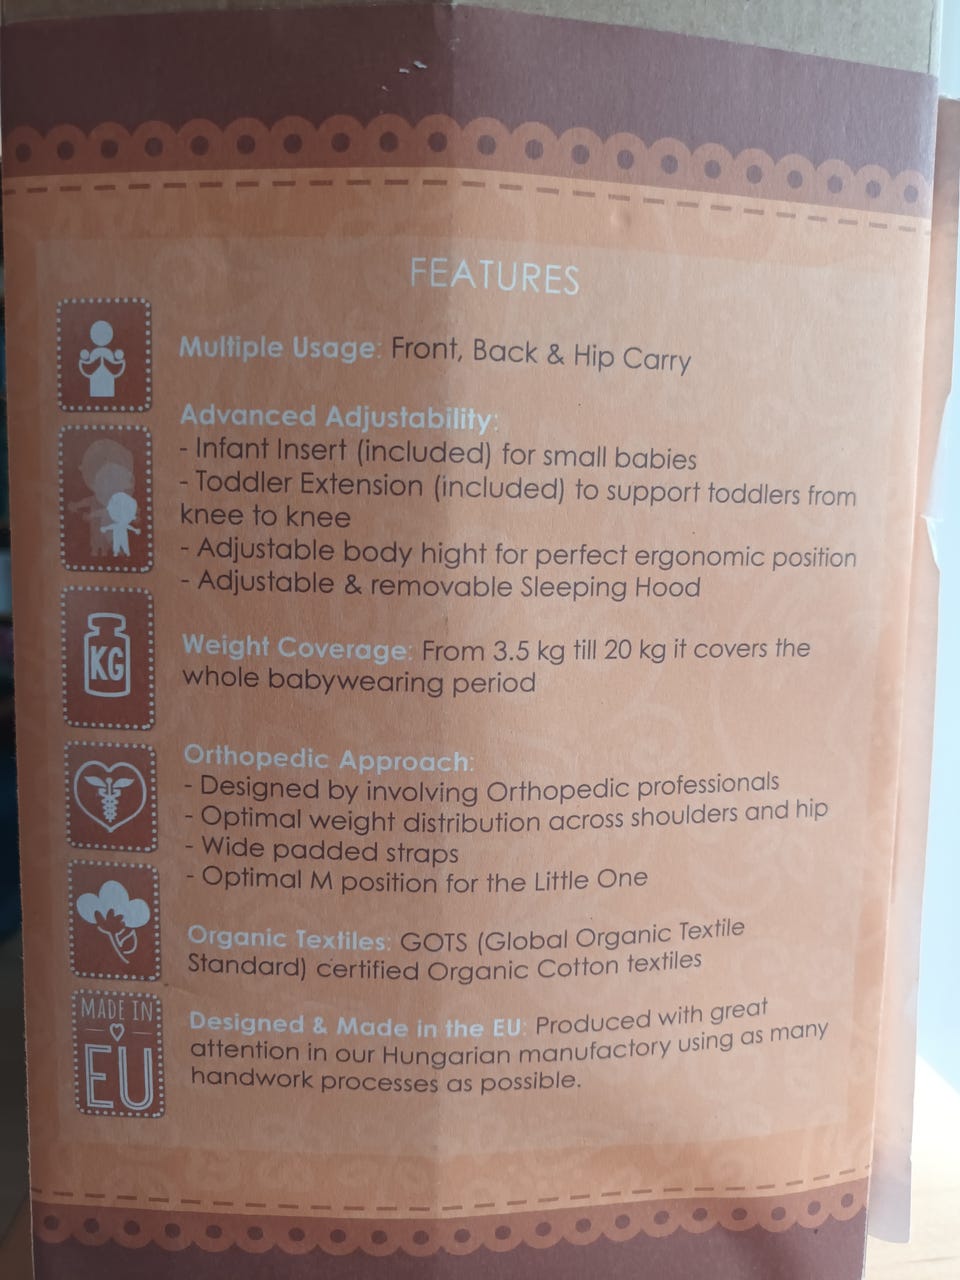 FEATURES
Multiple Usage: Front, Back & Hip Carry
Advanced Adjustability:
- Infant Insert (included) for small babies
- Toddler Extension (included) to support toddlers from
knee to knee
- Adjustable body hight for perfect ergonomic position
- Adjustable & removable Sleeping Hood
KG
Weight Coverage: From 3.5 kg till 20 kg it covers the
whole babywearing period
Orthopedic Approach:
- Designed by involving Orthopedic professionals
- Optimal weight distribution across shoulders and hip
- Wide padded straps
- Optimal M position for the Little One
Organic Textiles: GOTS (Global Organic Textile
Standard) certified Organic Cotton textiles
MADE IN
EU
Designed & Made in the EU: Produced with great
attention in our Hungarian manufactory using as many
handwork processes as possible.